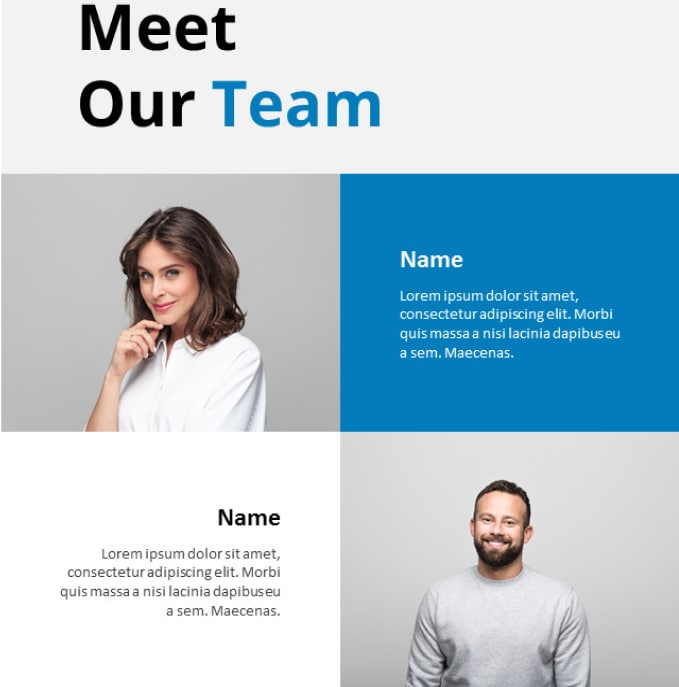 Meet
Our Team
Name
Lorem ipsum dolor sit amet,
consectetur adipiscing elit. Morbi
quis massa a nisi lacinia dapibus eu
a sem. Maecenas.
Name
Lorem ipsum dolor sit amet,
consectetur adipiscing elit. Morbi
quis massa a nisi lacinia dapibus eu
a sem. Maecenas.